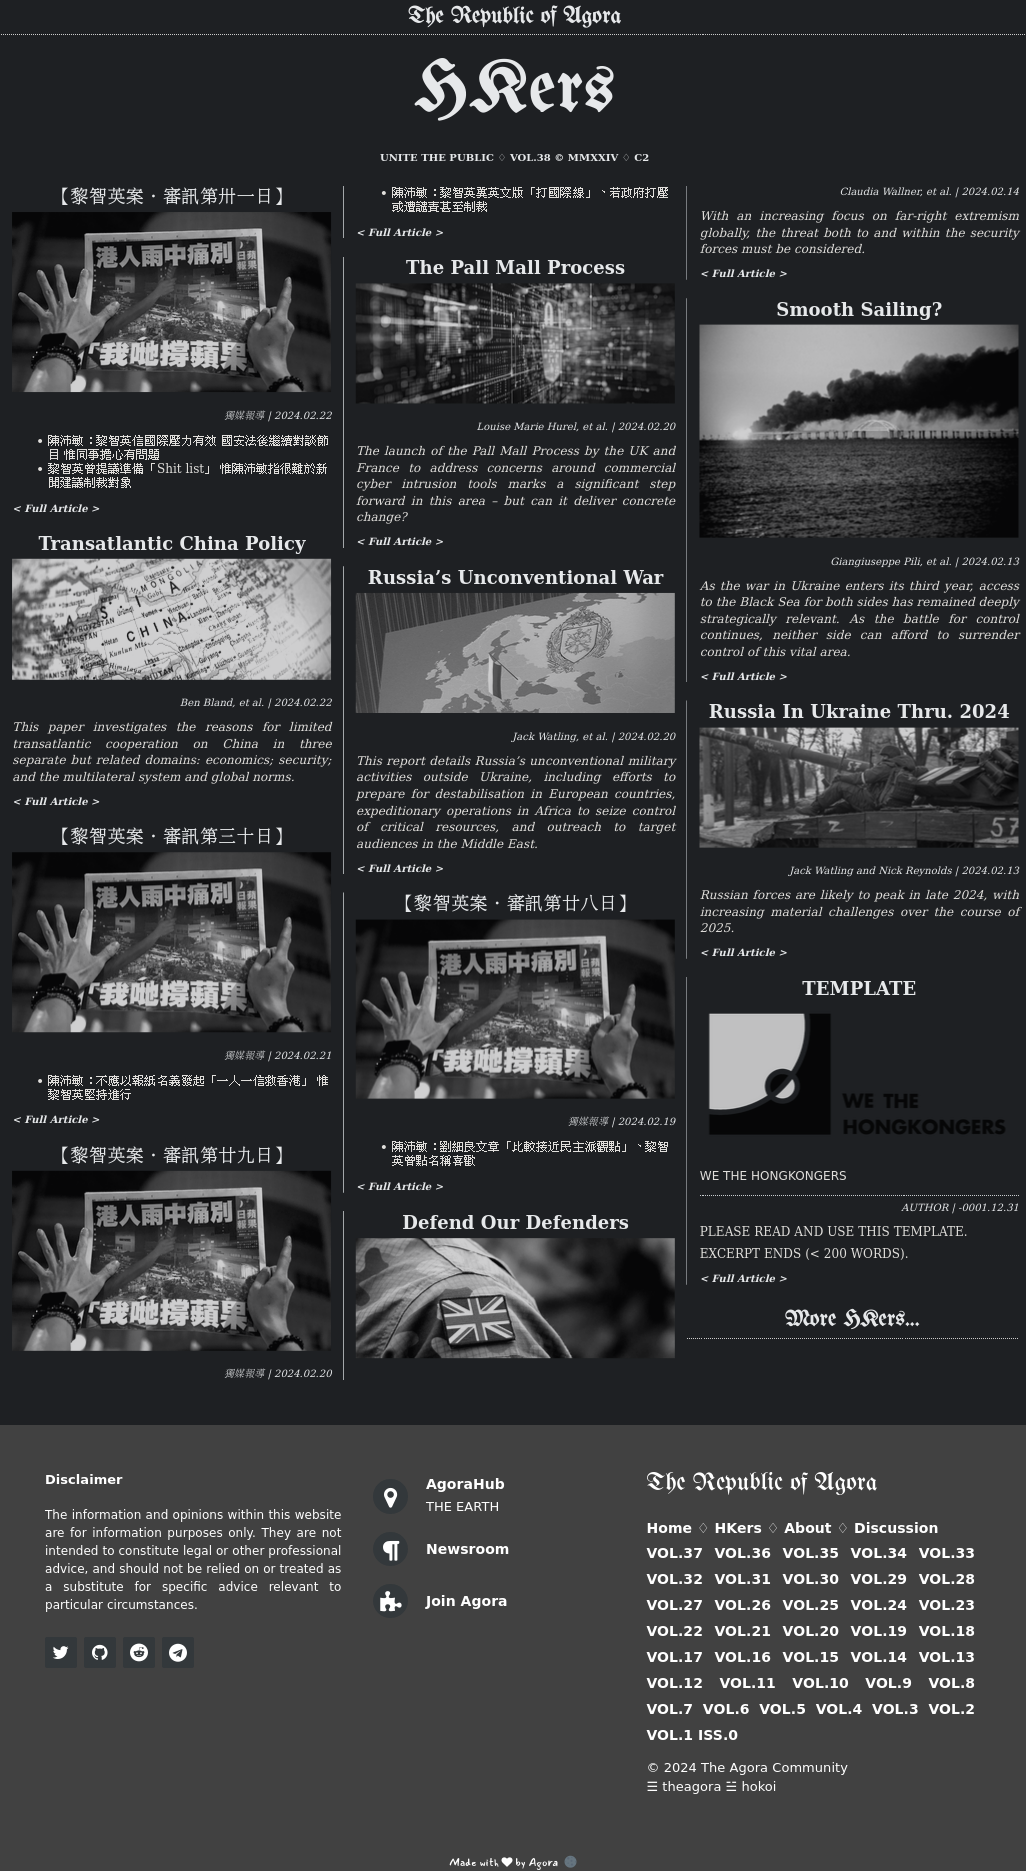 The Republic of Agora
HKers
UNITE THE PUBLIC ♢ VOL.38 © MMXXIV ♢ C2
【黎智英案・審訊第卅一日】
港人雨中痛別
蘋果日報
「我哋撐蘋果
獨媒報導 | 2024.02.22
• 陳沛敏：黎智英信國際壓力有效 國安法後繼續對談節
目 惟同事擔心有問題
• 黎智英曾提議準備「Shit list」 惟陳沛敏指很難於新
聞建議制裁對象
< Full Article >
Transatlantic China Policy
MONGOLIA
A S I A
CHINA
Ben Bland, et al. | 2024.02.22
This paper investigates the reasons for limited
transatlantic cooperation on China in three
separate but related domains: economics; security;
and the multilateral system and global norms.
< Full Article >
【黎智英案・審訊第三十日】
港人雨中痛別
蘋果日報
「我哋撐蘋果
獨媒報導 | 2024.02.21
• 陳沛敏：不應以報紙名義發起「一人一信救香港」 惟
黎智英堅持進行
< Full Article >
【黎智英案・審訊第廿九日】
港人雨中痛別
蘋果日報
「我哋撐蘋果
獨媒報導 | 2024.02.20
• 陳沛敏：黎智英冀英文版「打國際線」、若政府打壓
或遭譴責甚至制裁
< Full Article >
The Pall Mall Process
Louise Marie Hurel, et al. | 2024.02.20
The launch of the Pall Mall Process by the UK and
France to address concerns around commercial
cyber intrusion tools marks a significant step
forward in this area – but can it deliver concrete
change?
< Full Article >
Russia’s Unconventional War
Jack Watling, et al. | 2024.02.20
This report details Russia’s unconventional military
activities outside Ukraine, including efforts to
prepare for destabilisation in European countries,
expeditionary operations in Africa to seize control
of critical resources, and outreach to target
audiences in the Middle East.
< Full Article >
【黎智英案・審訊第廿八日】
港人雨中痛別
蘋果日報
「我哋撐蘋果
獨媒報導 | 2024.02.19
• 陳沛敏：劉細良文章「比較接近民主派觀點」、黎智
英曾點名稱喜歡
< Full Article >
Defend Our Defenders
Claudia Wallner, et al. | 2024.02.14
With an increasing focus on far-right extremism
globally, the threat both to and within the security
forces must be considered.
< Full Article >
Smooth Sailing?
Giangiuseppe Pili, et al. | 2024.02.13
As the war in Ukraine enters its third year, access
to the Black Sea for both sides has remained deeply
strategically relevant. As the battle for control
continues, neither side can afford to surrender
control of this vital area.
< Full Article >
Russia In Ukraine Thru. 2024
57
Jack Watling and Nick Reynolds | 2024.02.13
Russian forces are likely to peak in late 2024, with
increasing material challenges over the course of
2025.
< Full Article >
TEMPLATE
WE THE
HONGKONGERS
WE THE HONGKONGERS
AUTHOR | -0001.12.31
PLEASE READ AND USE THIS TEMPLATE.
EXCERPT ENDS (< 200 WORDS).
< Full Article >
More HKers...
Disclaimer
The information and opinions within this website
are for information purposes only. They are not
intended to constitute legal or other professional
advice, and should not be relied on or treated as
a substitute for specific advice relevant to
particular circumstances.
AgoraHub
THE EARTH
Newsroom
Join Agora
The Republic of Agora
Home ♢ HKers ♢ About ♢ Discussion
VOL.37 VOL.36 VOL.35 VOL.34 VOL.33
VOL.32 VOL.31 VOL.30 VOL.29 VOL.28
VOL.27 VOL.26 VOL.25 VOL.24 VOL.23
VOL.22 VOL.21 VOL.20 VOL.19 VOL.18
VOL.17 VOL.16 VOL.15 VOL.14 VOL.13
VOL.12 VOL.11 VOL.10 VOL.9 VOL.8
VOL.7 VOL.6 VOL.5 VOL.4 VOL.3 VOL.2
VOL.1 ISS.0
© 2024 The Agora Community
☰ theagora ☱ hokoi
Made with ♥ by Agora